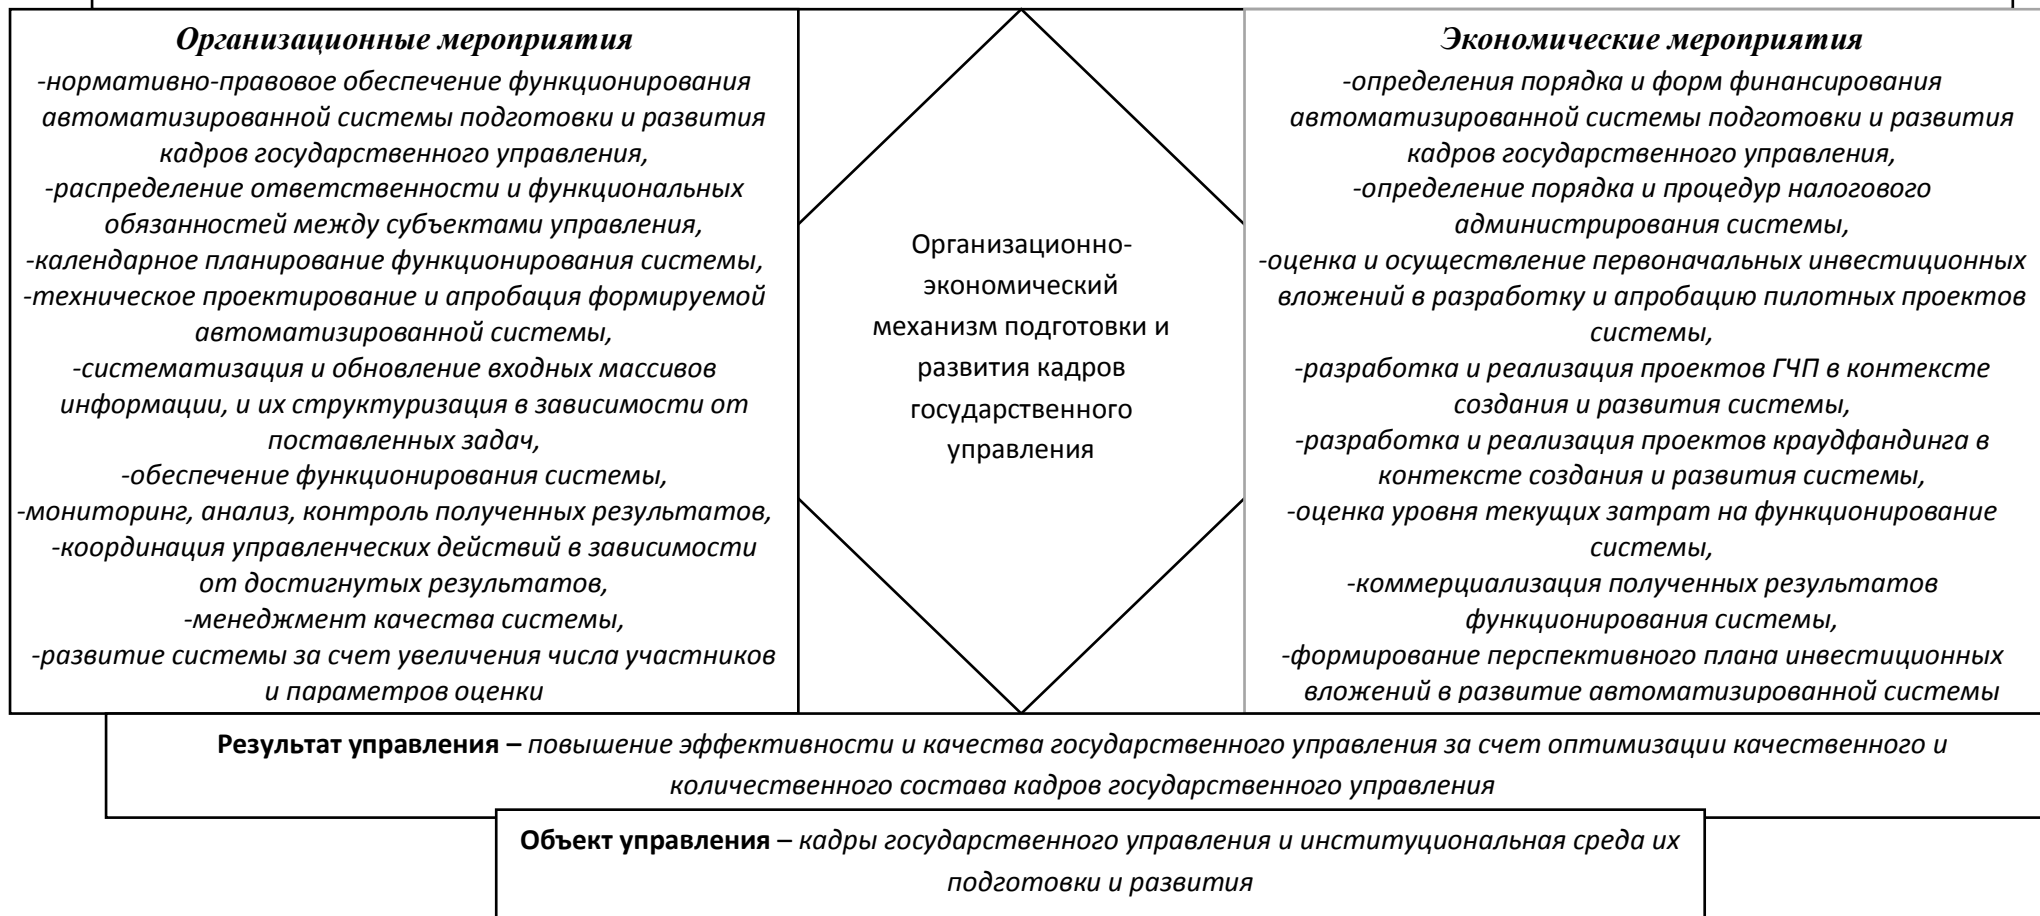 Организационные мероприятия
-нормативно-правовое обеспечение функционирования
автоматизированной системы подготовки и развития
кадров государственного управления,
-распределение ответственности и функциональных
обязанностей между субъектами управления,
-календарное планирование функционирования системы,
-техническое проектирование и апробация формируемой
автоматизированной системы,
-систематизация и обновление входных массивов
информации, и их структуризация в зависимости от
поставленных задач,
-обеспечение функционирования системы,
-мониторинг, анализ, контроль полученных результатов,
-координация управленческих действий в зависимости
от достигнутых результатов,
-менеджмент качества системы,
-развитие системы за счет увеличения числа участников
и параметров оценки
Организационно-
экономический
механизм подготовки и
развития кадров
государственного
управления
Экономические мероприятия
-определения порядка и форм финансирования
автоматизированной системы подготовки и развития
кадров государственного управления,
-определение порядка и процедур налогового
администрирования системы,
-оценка и осуществление первоначальных инвестиционных
вложений в разработку и апробацию пилотных проектов
системы,
-разработка и реализация проектов ГЧП в контексте
создания и развития системы,
-разработка и реализация проектов краудфандинга в
контексте создания и развития системы,
-оценка уровня текущих затрат на функционирование
системы,
-коммерциализация полученных результатов
функционирования системы,
-формирование перспективного плана инвестиционных
вложений в развитие автоматизированной системы
Результат управления – повышение эффективности и качества государственного управления за счет оптимизации качественного и
количественного состава кадров государственного управления
Объект управления – кадры государственного управления и институциональная среда их
подготовки и развития